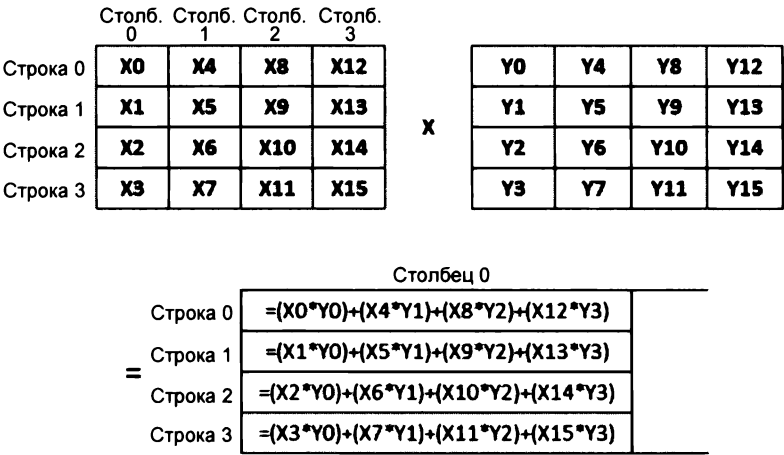 Столб. Столб. Столб. Столб.
0 1 2 3
Строка 0 X0 X4 X8 X12 Y0 Y4 Y8 Y12
Строка 1 X1 X5 X9 X13 Y1 Y5 Y9 Y13
X
Строка 2 X2 X6 X10 X14 Y2 Y6 Y10 Y14
Строка 3 X3 X7 X11 X15 Y3 Y7 Y11 Y15
Столбец 0
Строка 0 =(X0*Y0)+(X4*Y1)+(X8*Y2)+(X12*Y3)
Строка 1 =(X1*Y0)+(X5*Y1)+(X9*Y2)+(X13*Y3)
=
Строка 2 =(X2*Y0)+(X6*Y1)+(X10*Y2)+(X14*Y3)
Строка 3 =(X3*Y0)+(X7*Y1)+(X11*Y2)+(X15*Y3)